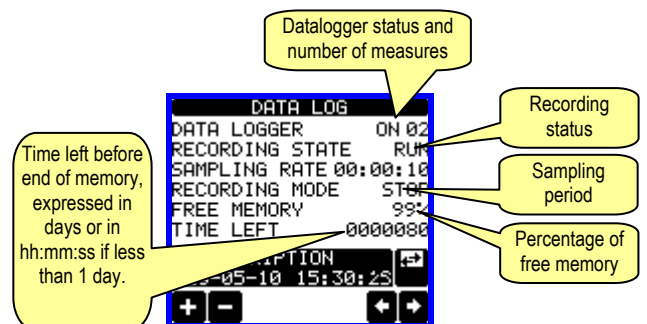 Datalogger status and
number of measures
DATA LOG
DATA LOGGER ON 02
RECORDING STATE RUN
SAMPLING RATE 00:00:10
RECORDING MODE STOP
FREE MEMORY 99%
TIME LEFT 0000080
15:30:25
Recording
status
Sampling
period
Percentage of
free memory
Time left before
end of memory,
expressed in
days or in
hh:mm:ss if less
than 1 day.